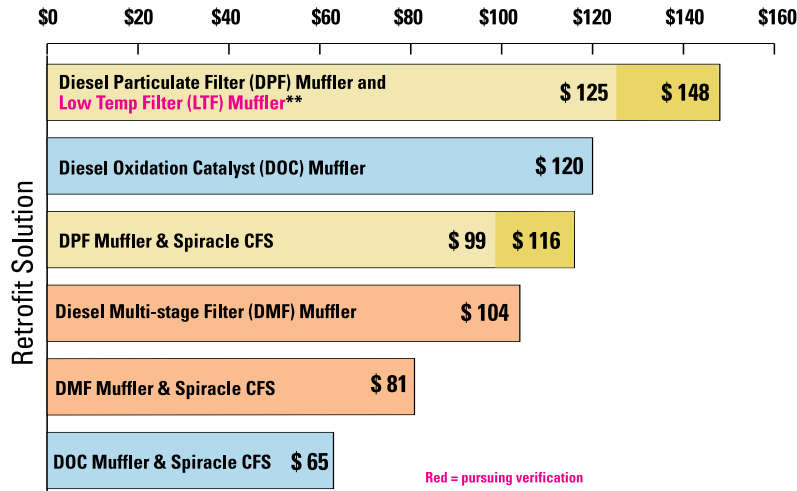 $0 $20 $40 $60 $80 $100 $120 $140 $160
Retrofit Solution
Diesel Particulate Filter (DPF) Muffler and
Low Temp Filter (LTF) Muffler**
$ 125 $ 148
Diesel Oxidation Catalyst (DOC) Muffler $ 120
DPF Muffler & Spiracle CFS $ 99 $ 116
Diesel Multi-stage Filter (DMF) Muffler $ 104
DMF Muffler & Spiracle CFS $ 81
DOC Muffler & Spiracle CFS $ 65
Red = pursuing verification